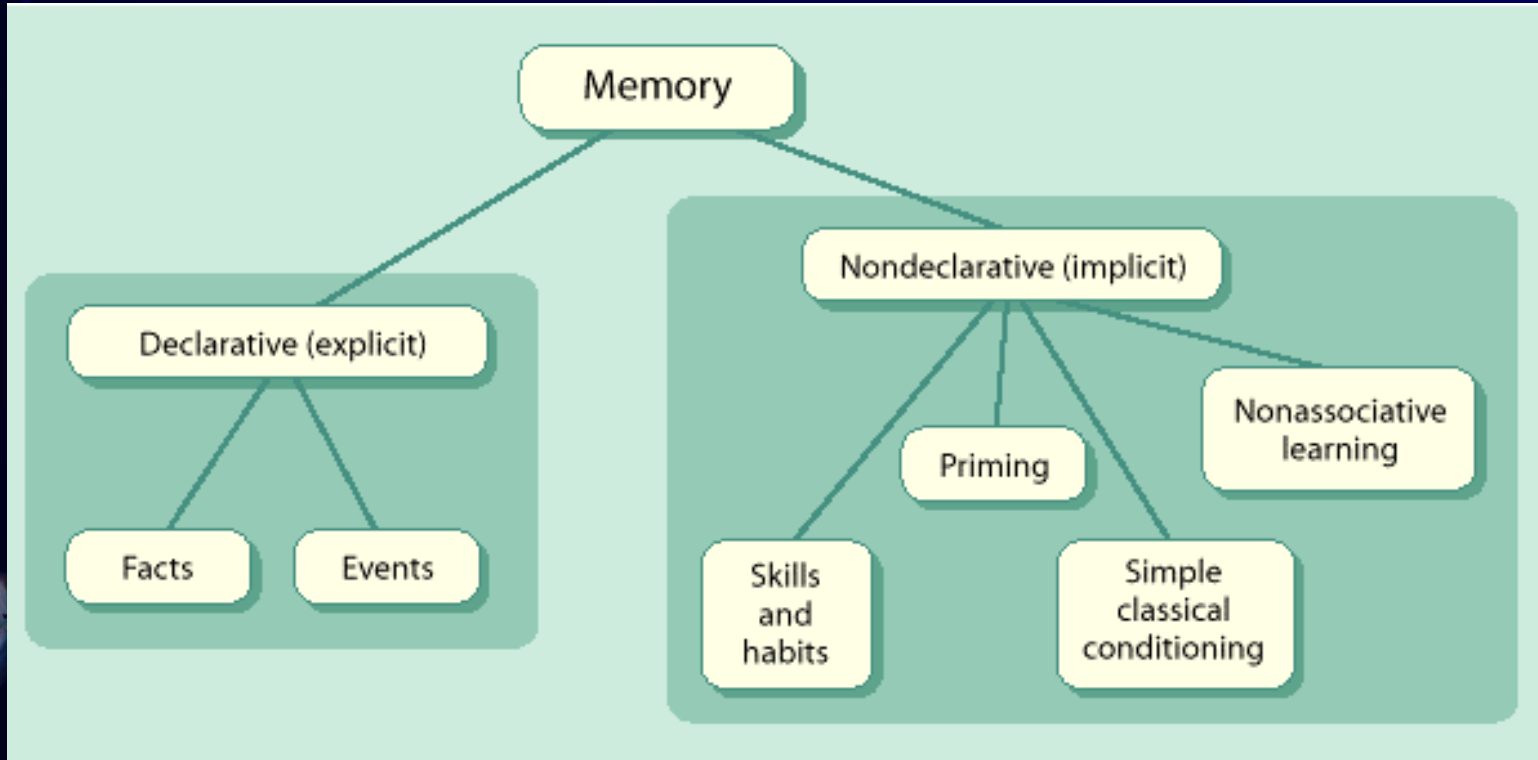 Memory
Nondeclarative (implicit)
Declarative (explicit)
Nonassociative
learning
Priming
Facts
Events
Skills
and
habits
Simple
classical
conditioning